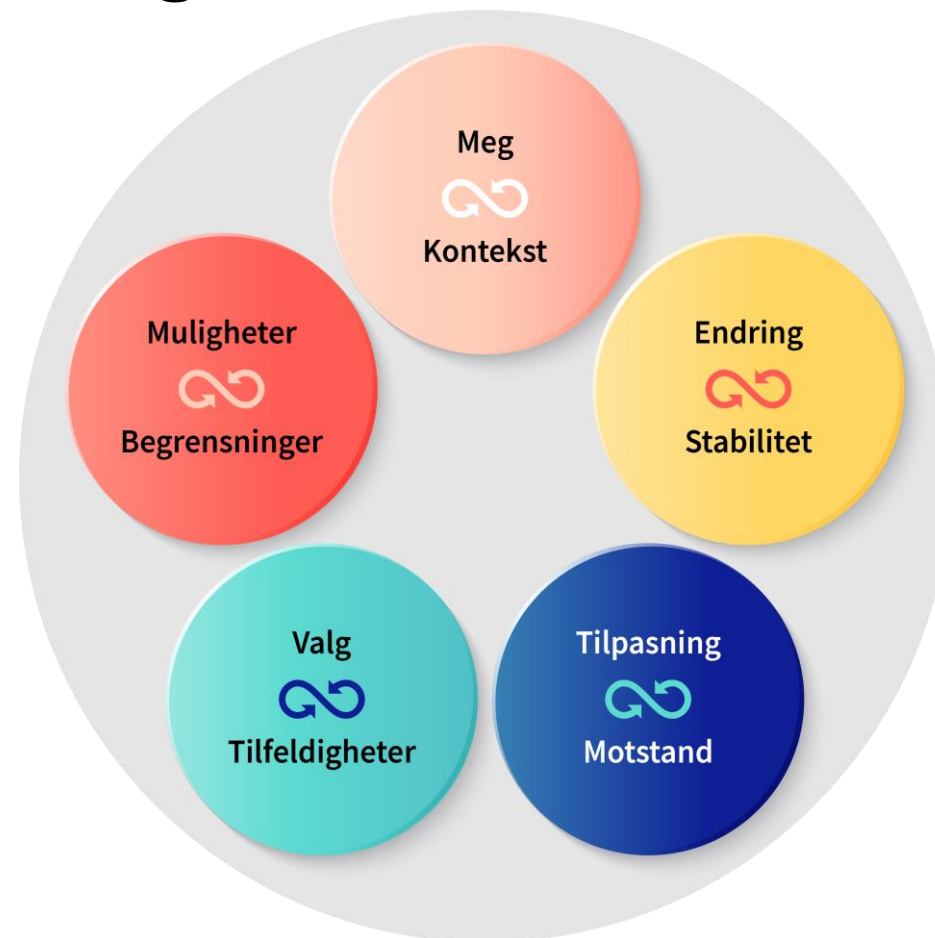 Meg
Kontekst
Endring
Stabilitet
Tilpasning
Motstand
Valg
Tilfeldigheter
Muligheter
Begrensninger